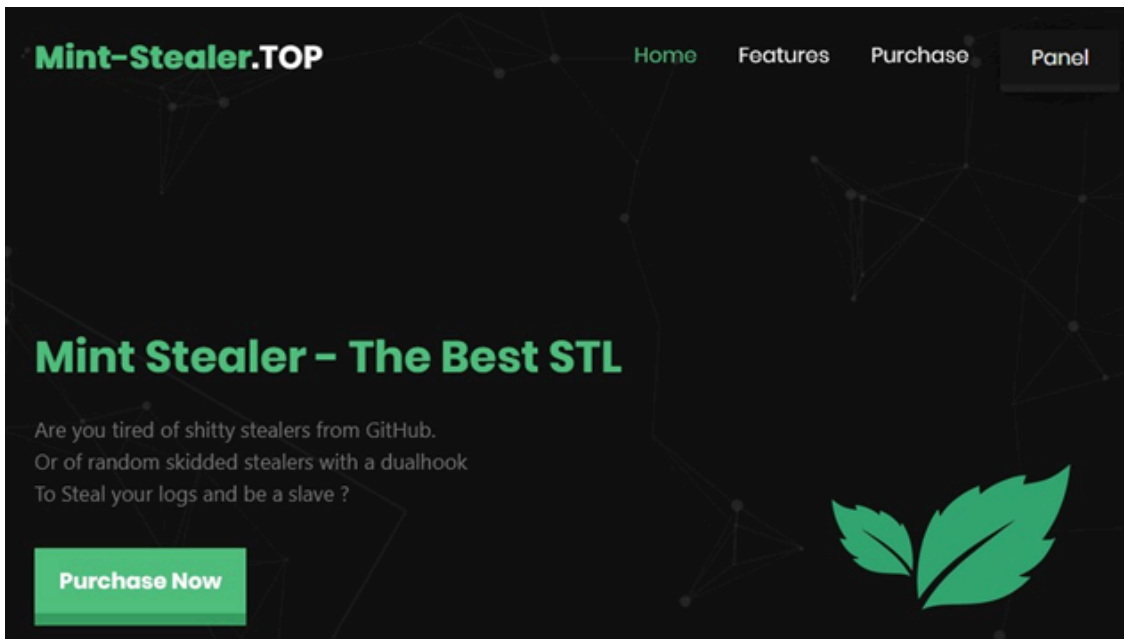 Mint-Stealer.TOP
Home Features Purchase Panel
Mint Stealer - The Best STL
Are you tired of shitty stealers from GitHub.
Or of random skidded stealers with a dualhook
To Steal your logs and be a slave ?
Purchase Now